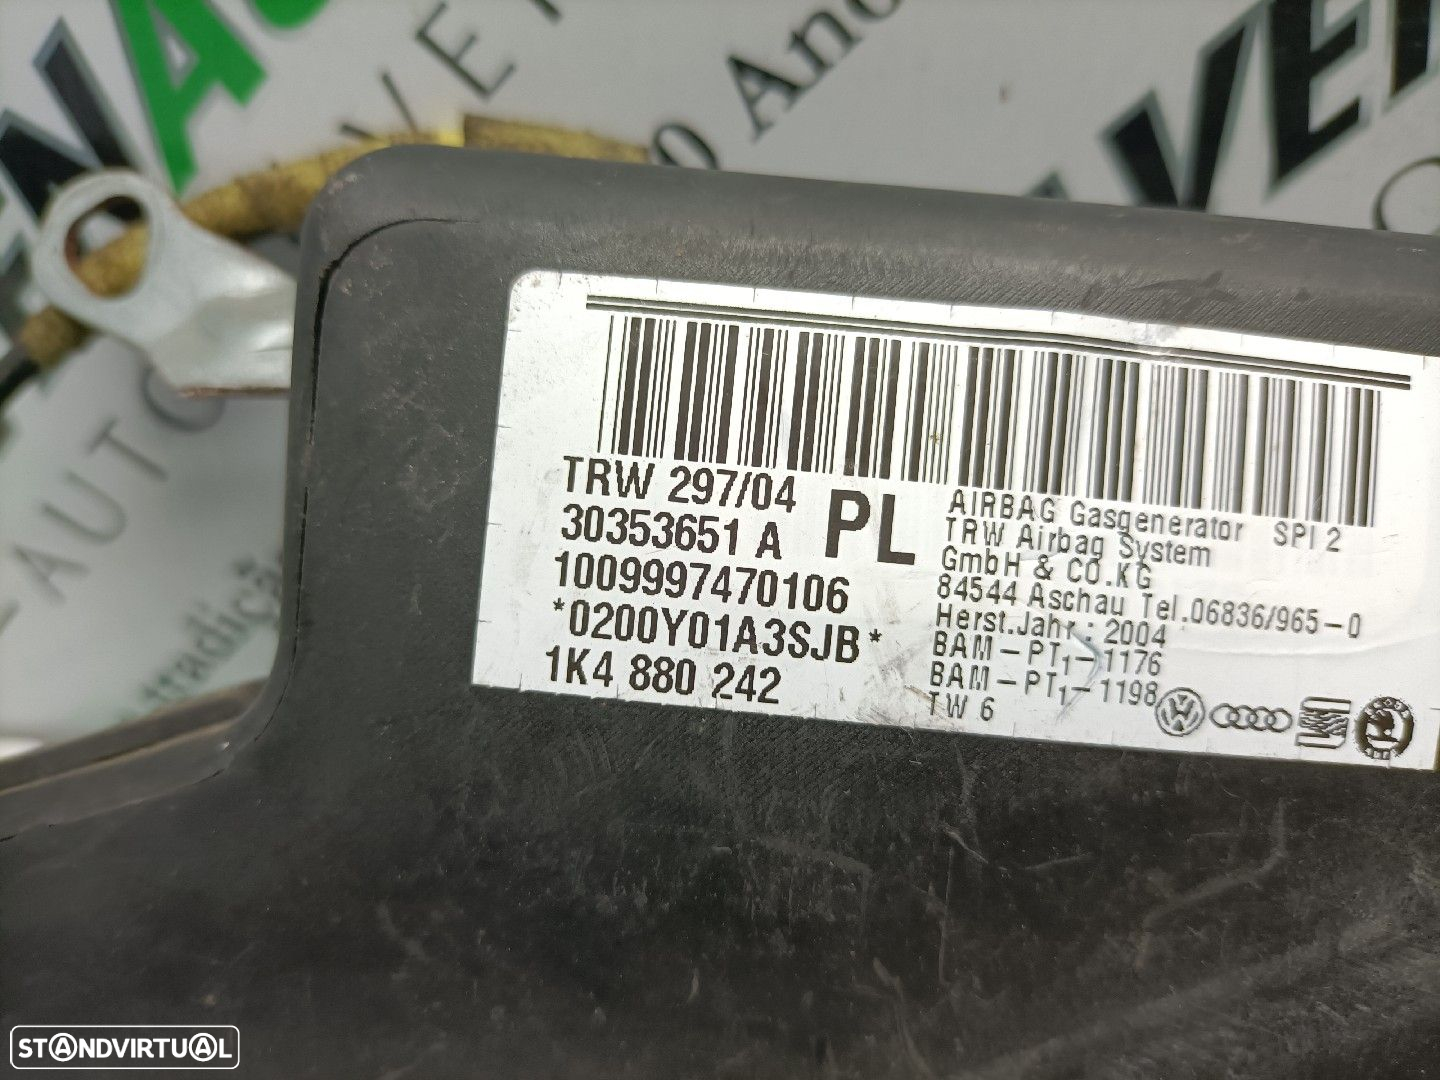 TRW 297/04
30353651 A
PL
1009997470106
*0200Y01A3SJB*
1K4 880 242
AIRBAG Gasgenerator SPI 2
TRW Airbag System
GmbH & CO.KG
84544 Aschau Tel.06836/965-0
Herst.Jahr: 2004
BAM-PT1-1176
BAM-PT1-1198
TW 6
STANDVIRTUAL